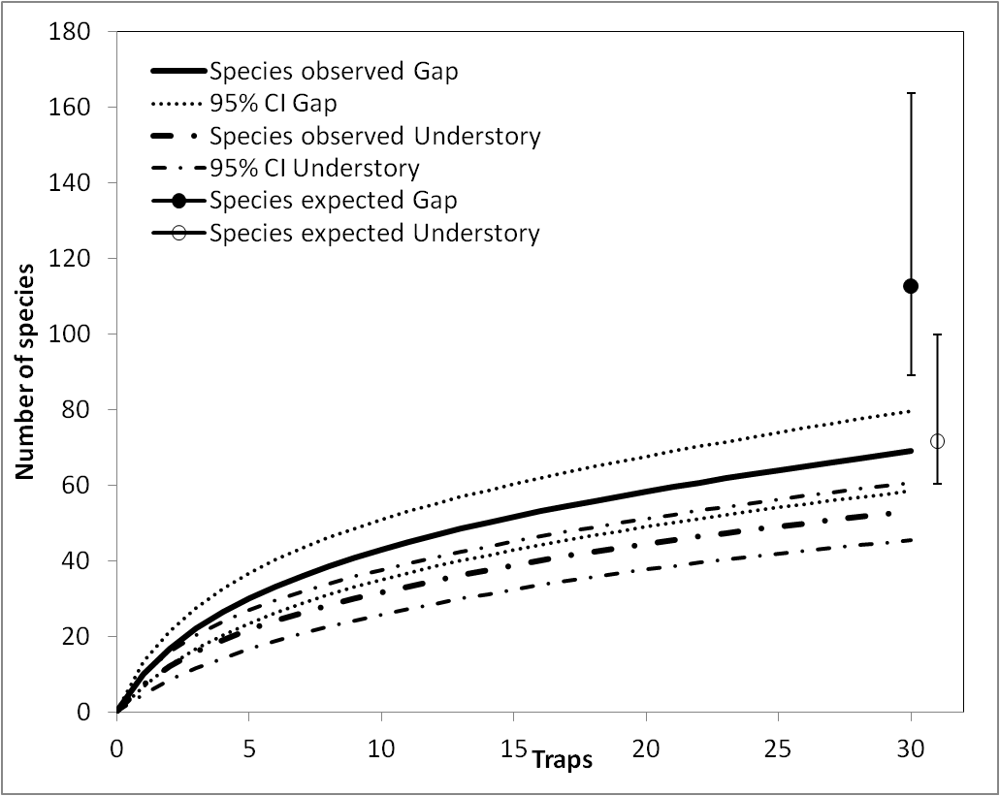 180
160
140
120
100
80
60
40
20
0
Number of species
Species observed Gap
95% CI Gap
Species observed Understory
95% CI Understory
Species expected Gap
Species expected Understory
0 5 10 15 20 25 30
Traps